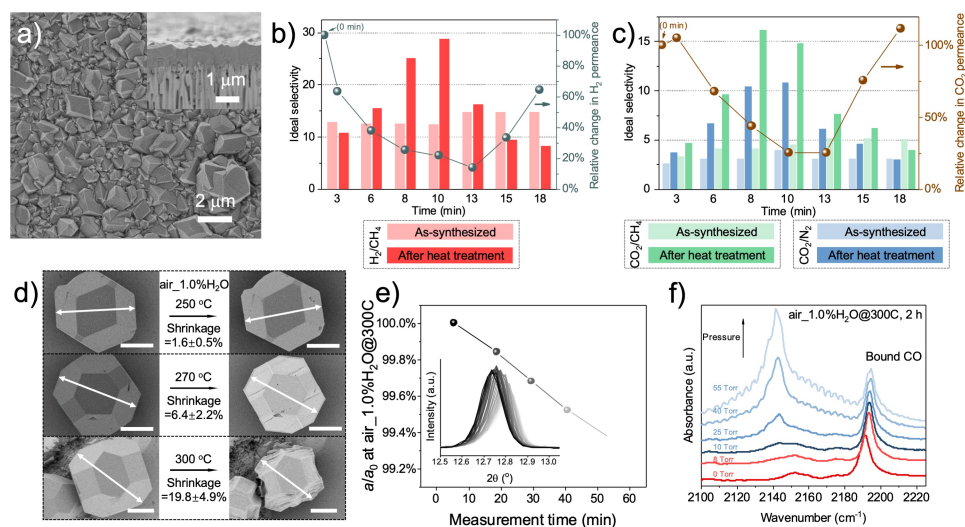 a)
1 μm
2 μm
b)
(0 min)
30
20
10
0
Ideal selectivity
100%
80%
60%
40%
20%
0%
Relative change in H2 permeance
3 6 8 10 13 15 18
Time (min)
H2/CH4
As-synthesized
After heat treatment
c)
(0 min)
15
10
5
0
Ideal selectivity
100%
75%
50%
25%
0%
Relative change in CO2 permeance
3 6 8 10 13 15 18
Time (min)
CO2/CH4
As-synthesized
After heat treatment
CO2/N2
As-synthesized
After heat treatment
d)
air_1.0%H2O
250 °C
Shrinkage
=1.6±0.5%
270 °C
Shrinkage
=6.4±2.2%
300 °C
Shrinkage
=19.8±4.9%
e)
a/a0 at air_1.0%H2O@300C
100.0%
99.8%
99.6%
99.4%
99.2%
Intensity (a.u.)
12.5 12.6 12.7 12.8 12.9 13.0
2θ (°)
0 10 20 30 40 50 60
Measurement time (min)
f)
air_1.0%H2O@300C, 2 h
Pressure
Bound CO
Absorbance (a.u.)
55 Torr
40 Torr
25 Torr
10 Torr
8 Torr
0 Torr
2100 2120 2140 2160 2180 2200 2220
Wavenumber (cm-1)